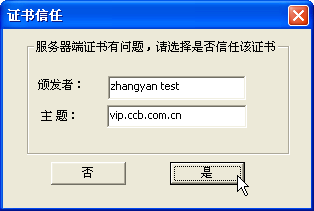 证书信任
服务器端证书有问题，请选择是否信任该证书
颁发者： zhangyan test
主 题： vip.ccb.com.cn
否 是